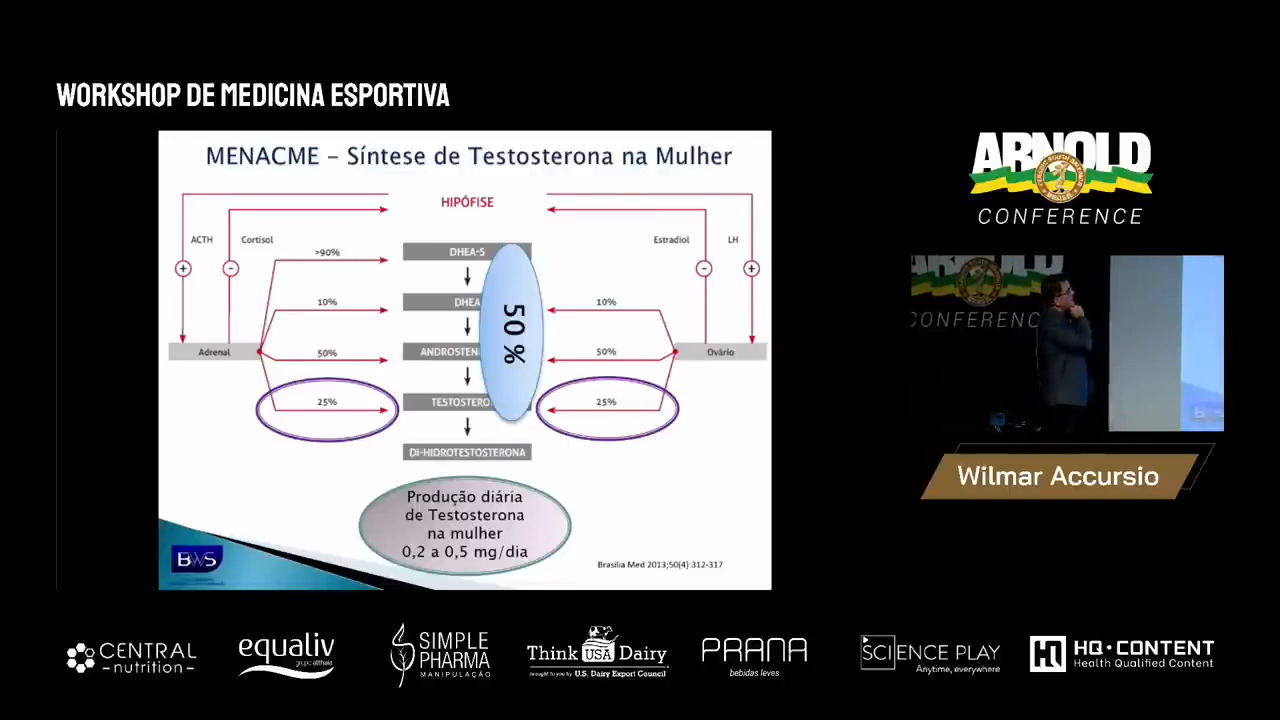 WORKSHOP DE MEDICINA ESPORTIVA
MENACME – Síntese de Testosterona na Mulher
HIPÓFISE
ACTH
Cortisol
Estradiol
LH
>90%
DHEA-S
+
-
-
+
10%
DHEA
10%
50%
Adrenal
50%
ANDROSTEN
50%
Ovário
25%
TESTOSTERO
25%
DI-HIDROTESTOSTERONA
Produção diária
de Testosterona
na mulher
0,2 a 0,5 mg/dia
BWS
Brasilia Med 2013;50(4):312-317
ARNOLD
CONFERENCE
ARNOLD
CONFERENC
Wilmar Accursio
CENTRAL
nutrition
equaliv
grupo althaia
SIMPLE
PHARMA
MANIPULAÇÃO
Think USA Dairy
brought to you by U.S. Dairy Export Council
PRANA
bebidas leves
SCIENCE PLAY
Anytime, everywhere
HQ•CONTENT
Health Qualified Content